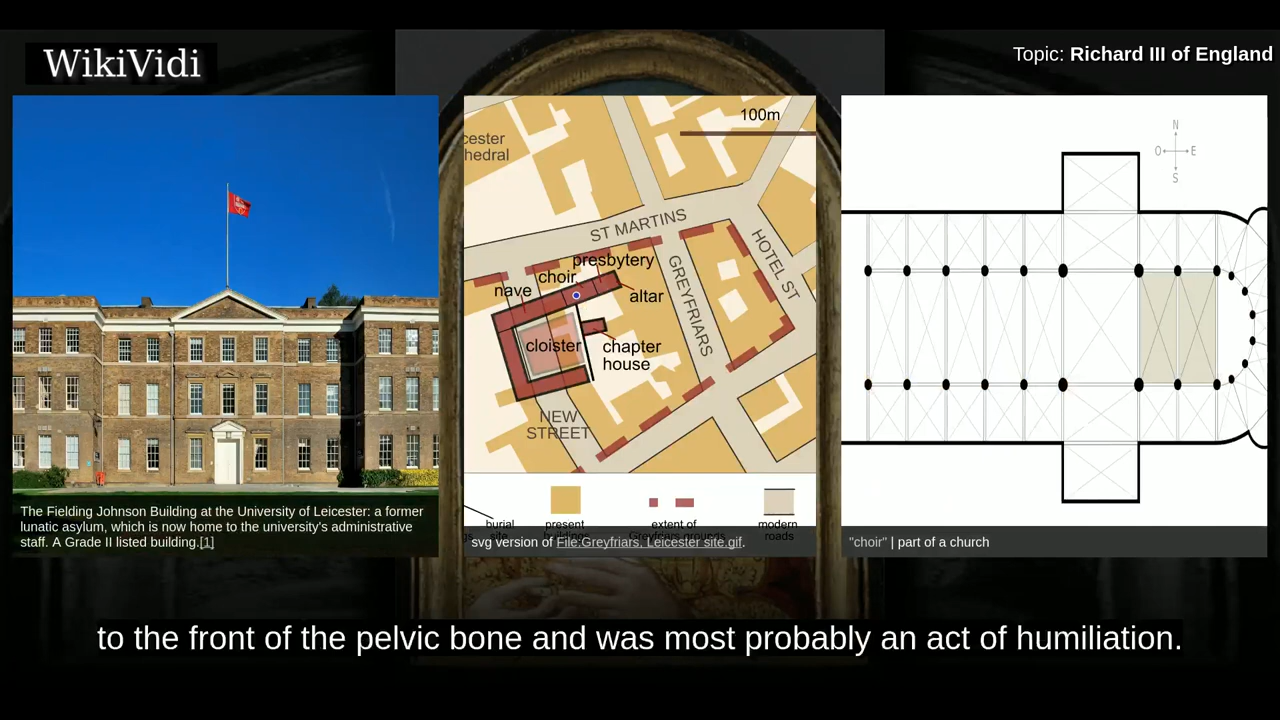 WikiVidi
Topic: Richard III of England
100m
cester
hedral
ST MARTINS
HOTEL ST
GREYFRIARS
presbytery
choir
nave
altar
cloister
chapter
house
NEW
STREET
burial
site
present
buildings
extent of
Greyfriars grounds
modern
roads
N
O
E
S
The Fielding Johnson Building at the University of Leicester: a former
lunatic asylum, which is now home to the university's administrative
staff. A Grade II listed building.[1]
svg version of File:Greyfriars, Leicester site.gif.
"choir" | part of a church
to the front of the pelvic bone and was most probably an act of humiliation.